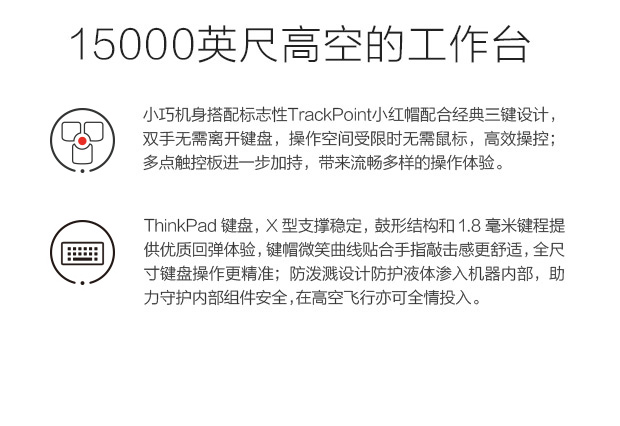 15000英尺高空的工作台
小巧机身搭配标志性TrackPoint小红帽配合经典三键设计，
双手无需离开键盘，操作空间受限时无需鼠标，高效操控；
多点触控板进一步加持，带来流畅多样的操作体验。
ThinkPad 键盘，X 型支撑稳定，鼓形结构和 1.8 毫米键程提
供优质回弹体验，键帽微笑曲线贴合手指敲击感更舒适，全尺
寸键盘操作更精准；防泼溅设计防护液体渗入机器内部，助
力守护内部组件安全，在高空飞行亦可全情投入。